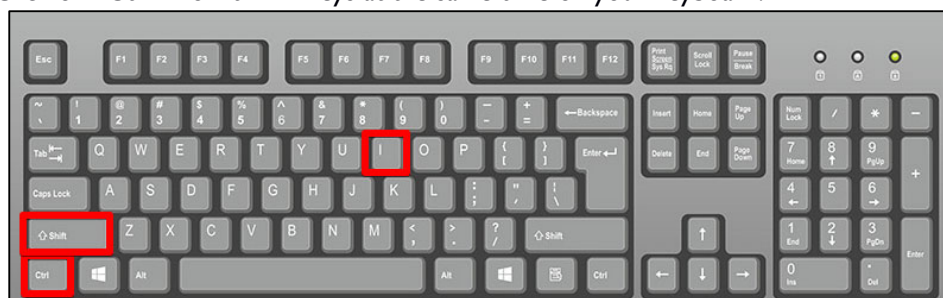 Esc F1 F2 F3 F4 F5 F6 F7 F8 F9 F10 F11 F12 Print Screen Sys Rq Scroll Lock Pause Break
~ ` ! 1 @ 2 # 3 $ 4 % 5 ^ 6 & 7 * 8 ( 9 ) 0 _ - + = ←Backspace Insert Home Page Up Num Lock / * -
Tab Q W E R T Y U I O P { [ } ] Enter Delete End Page Down 7 Home 8 ↑ 9 PgUp +
Caps Lock A S D F G H J K L : ; " ' | \ 4 ← 5 6 →
⇧ Shift Z X C V B N M < , > . ? / ⇧ Shift ↑ 1 End 2 ↓ 3 PgDn Enter
Ctrl Alt Alt Ctrl ← ↓ → 0 Ins . Del